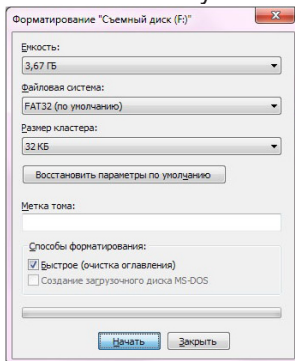 Форматирование "Съемный диск (F:)"
Емкость:
3,67 ГБ
Файловая система:
FAT32 (по умолчанию)
Размер кластера:
32 КБ
Восстановить параметры по умолчанию
Метка тома:
Способы форматирования:
Быстрое (очистка оглавления)
Создание загрузочного диска MS-DOS
Начать
Закрыть